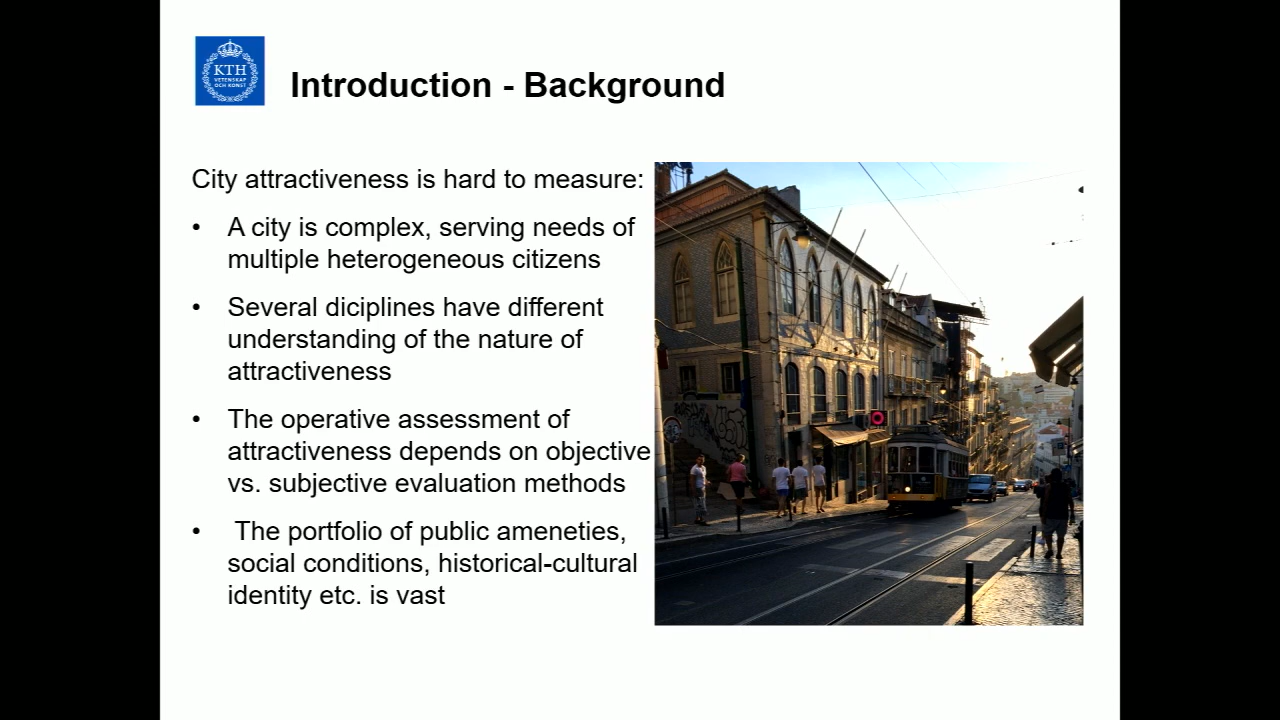 KTH
VETENSKAP
OCH KONST
Introduction - Background
City attractiveness is hard to measure:
• A city is complex, serving needs of
multiple heterogeneous citizens
• Several diciplines have different
understanding of the nature of
attractiveness
• The operative assessment of
attractiveness depends on objective
vs. subjective evaluation methods
• The portfolio of public ameneties,
social conditions, historical-cultural
identity etc. is vast